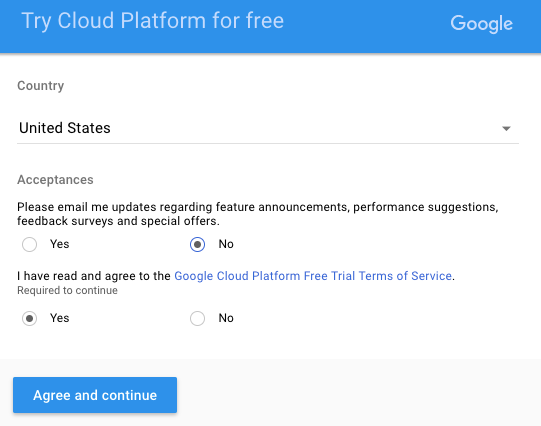 Try Cloud Platform for free
Google
Country
United States
Acceptances
Please email me updates regarding feature announcements, performance suggestions,
feedback surveys and special offers.
Yes No
I have read and agree to the Google Cloud Platform Free Trial Terms of Service.
Required to continue
Yes No
Agree and continue